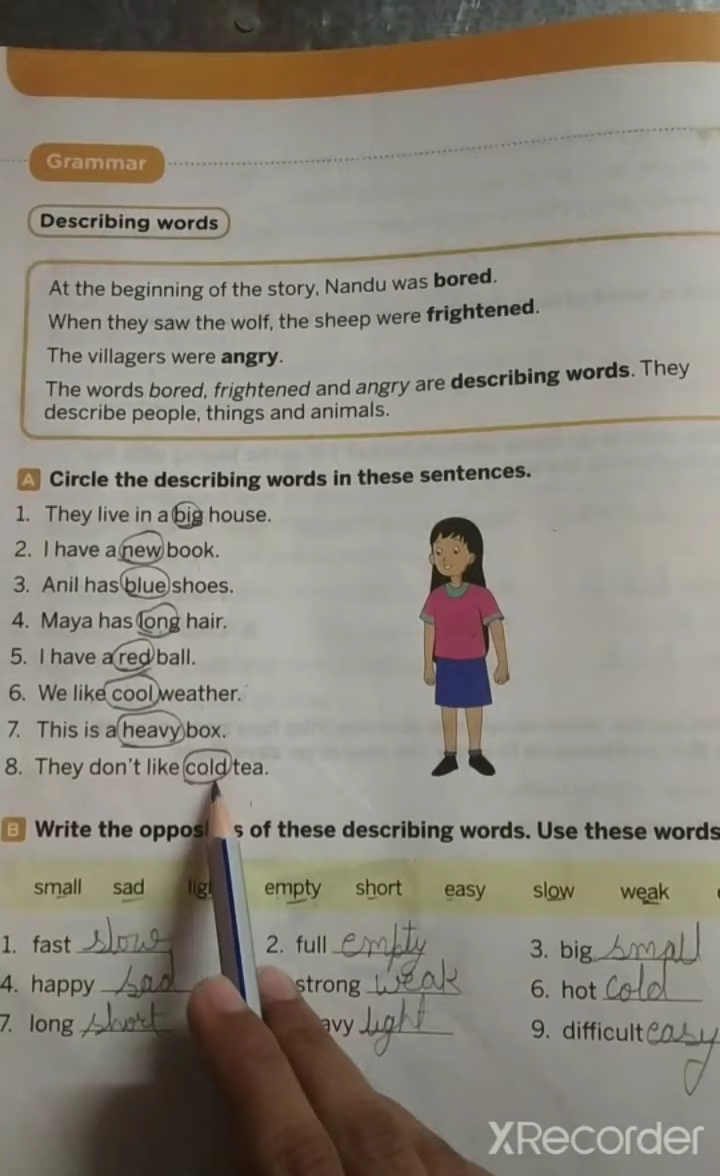 Grammar
Describing words
At the beginning of the story, Nandu was bored.
When they saw the wolf, the sheep were frightened.
The villagers were angry.
The words bored, frightened and angry are describing words. They
describe people, things and animals.
A Circle the describing words in these sentences.
1. They live in a big house.
2. I have a new book.
3. Anil has blue shoes.
4. Maya has long hair.
5. I have a red ball.
6. We like cool weather.
7. This is a heavy box.
8. They don't like cold tea.
B Write the of these describing words. Use these words
small sad empty short easy slow weak
1. fast slow 2. full empty 3. big small
4. happy sad strong weak 6. hot cold
7. long short light 9. difficult easy
XRecorder